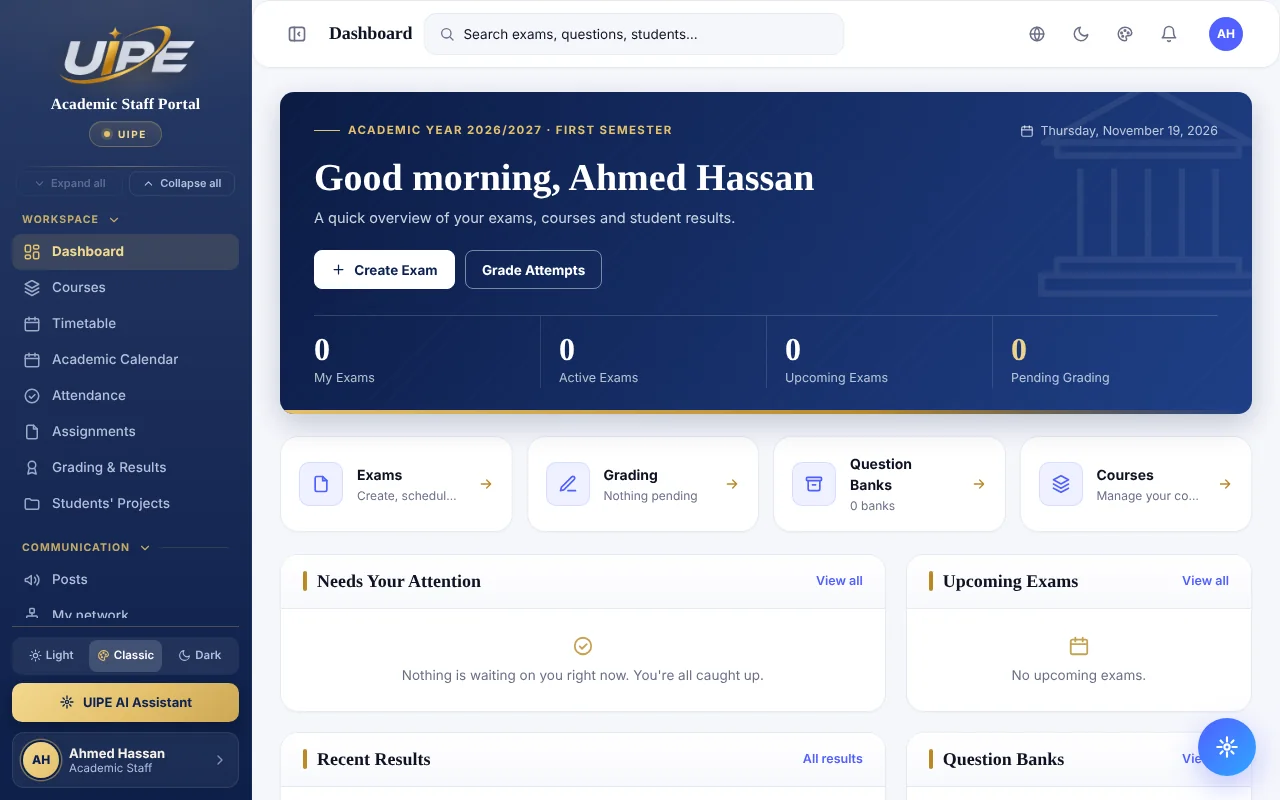 UIPE
Academic Staff Portal
UIPE
Expand all
Collapse all
WORKSPACE
Dashboard
Courses
Timetable
Academic Calendar
Attendance
Assignments
Grading & Results
Students' Projects
COMMUNICATION
Posts
My network
Light
Classic
Dark
UIPE AI Assistant
AH
Ahmed Hassan
Academic Staff
Dashboard
Search exams, questions, students...
AH
ACADEMIC YEAR 2026/2027 · FIRST SEMESTER
Thursday, November 19, 2026
Good morning, Ahmed Hassan
A quick overview of your exams, courses and student results.
Create Exam
Grade Attempts
0
My Exams
0
Active Exams
0
Upcoming Exams
0
Pending Grading
Exams
Create, schedul...
Grading
Nothing pending
Question
Banks
0 banks
Courses
Manage your co...
Needs Your Attention
View all
Nothing is waiting on you right now. You're all caught up.
Upcoming Exams
View all
No upcoming exams.
Recent Results
All results
Question Banks